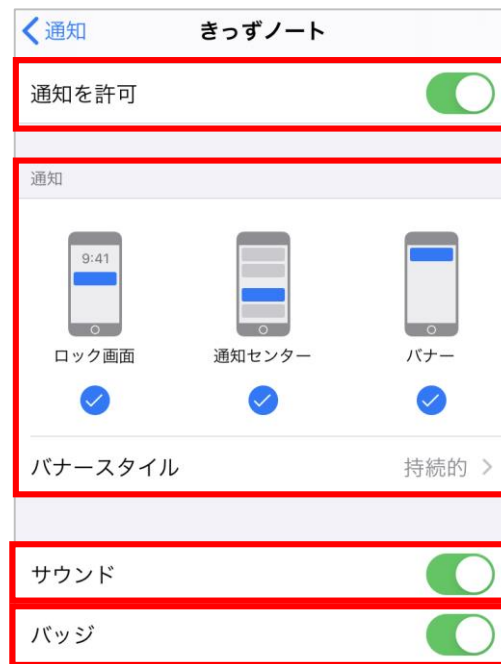 通知 きっずノート
通知を許可
通知
9:41
ロック画面 通知センター バナー
バナースタイル 持続的
サウンド
バッジ